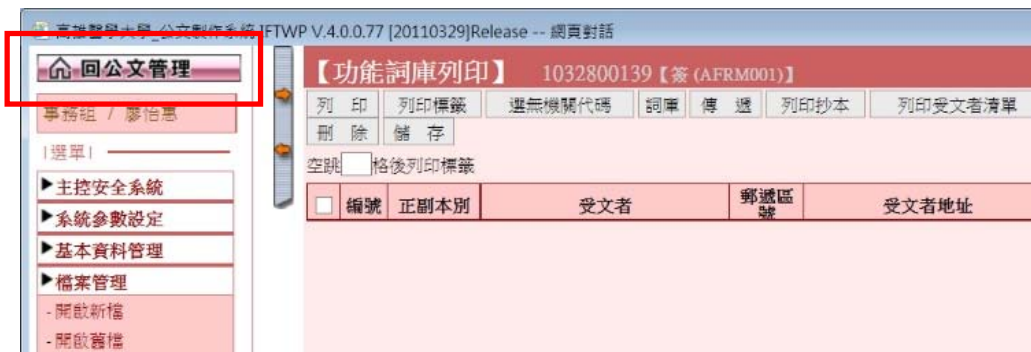 高雄醫學大學_公文製作系統 IFTWP V.4.0.0.77 [20110329]Release -- 網頁對話
回公文管理
事務組 / 廖怡惠
|選單|
▶主控安全系統
▶系統參數設定
▶基本資料管理
▶檔案管理
- 開啟新檔
- 開啟舊檔
【功能詞庫列印】 1032800139【簽(AFRM001)】
列 印 列印標籤 選無機關代碼 詞庫 傳 遞 列印抄本 列印受文者清單
刪 除 儲 存
空跳 格後列印標籤
編號 正副本別 受文者 郵遞區號 受文者地址